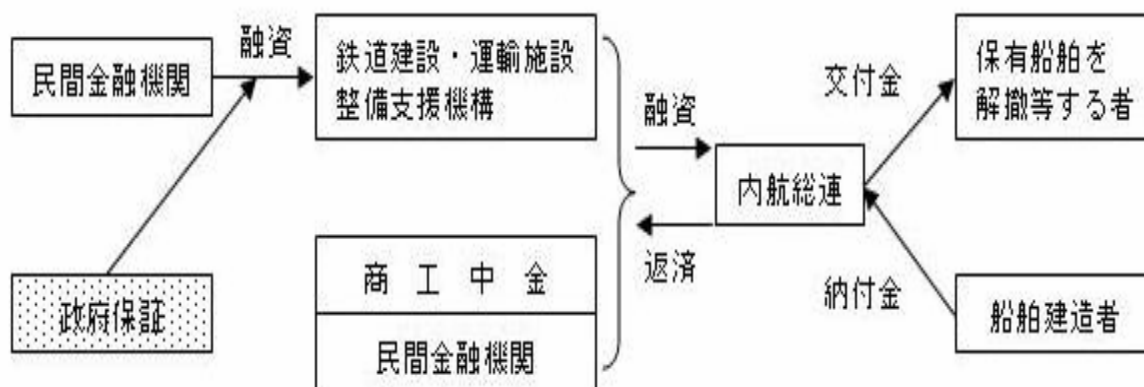 民間金融機関
融資
鉄道建設・運輸施設
整備支援機構
政府保証
商工中金
民間金融機関
融資
返済
内航総連
交付金
納付金
保有船舶を
解撤等する者
船舶建造者